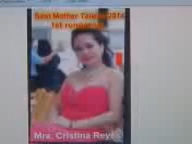 Best Mother Talent 2014
1st runner up
Mrs. Cristina Reyes